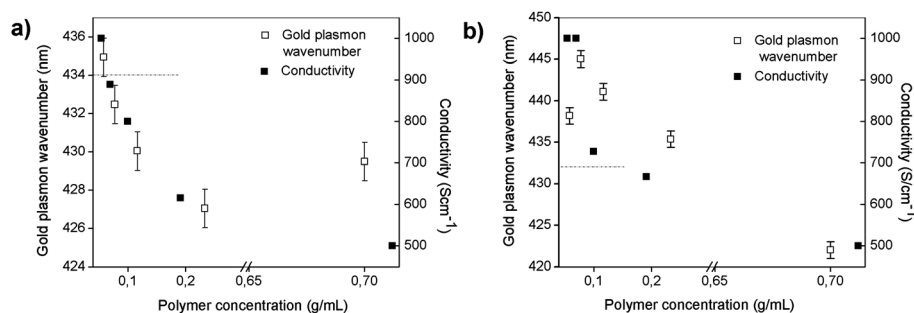 a)
Gold plasmon wavenumber (nm)
436
434
432
430
428
426
424
Gold plasmon
wavenumber
Conductivity
1000
900
800
700
600
500
Conductivity (Scm⁻¹)
0,1
0,2
0,65
0,70
Polymer concentration (g/mL)
b)
Gold plasmon wavenumber (nm)
450
445
440
435
430
425
420
Gold plasmon
wavenumber
Conductivity
1000
900
800
700
600
500
Conductivity (S/cm⁻¹)
0,1
0,2
0,65
0,70
Polymer concentration (g/mL)